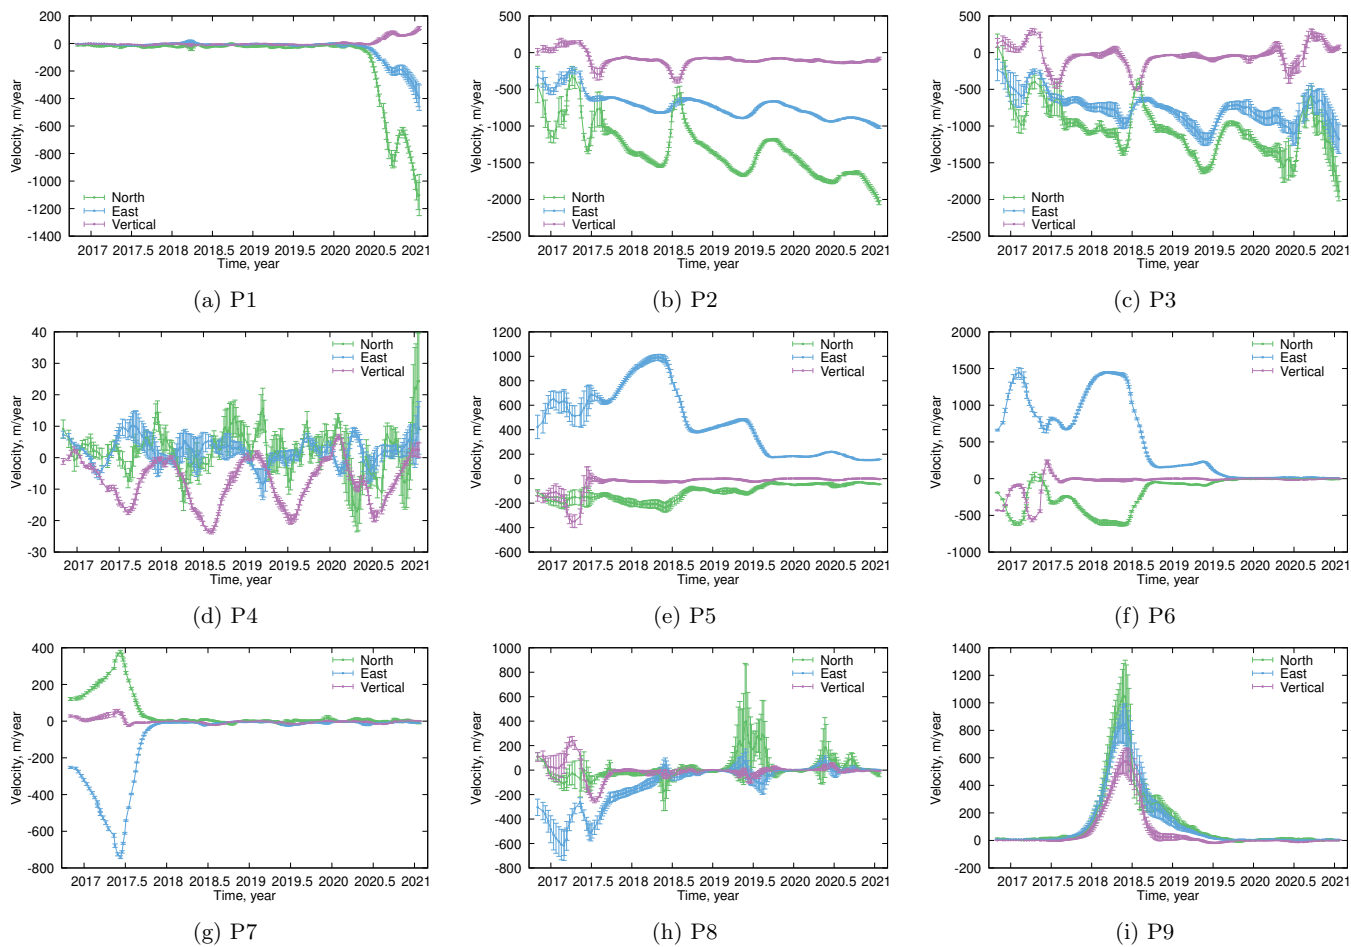 200
0
-200
-400
-600
-800
-1000
-1200
-1400
Velocity, m/year
North
East
Vertical
2017 2017.5 2018 2018.5 2019 2019.5 2020 2020.5 2021
Time, year
(a) P1
500
0
-500
-1000
-1500
-2000
-2500
Velocity, m/year
North
East
Vertical
2017 2017.5 2018 2018.5 2019 2019.5 2020 2020.5 2021
Time, year
(b) P2
500
0
-500
-1000
-1500
-2000
-2500
Velocity, m/year
North
East
Vertical
2017 2017.5 2018 2018.5 2019 2019.5 2020 2020.5 2021
Time, year
(c) P3
40
30
20
10
0
-10
-20
-30
Velocity, m/year
North
East
Vertical
2017 2017.5 2018 2018.5 2019 2019.5 2020 2020.5 2021
Time, year
(d) P4
1200
1000
800
600
400
200
0
-200
-400
-600
Velocity, m/year
North
East
Vertical
2017 2017.5 2018 2018.5 2019 2019.5 2020 2020.5 2021
Time, year
(e) P5
2000
1500
1000
500
0
-500
-1000
Velocity, m/year
North
East
Vertical
2017 2017.5 2018 2018.5 2019 2019.5 2020 2020.5 2021
Time, year
(f) P6
400
200
0
-200
-400
-600
-800
Velocity, m/year
North
East
Vertical
2017 2017.5 2018 2018.5 2019 2019.5 2020 2020.5 2021
Time, year
(g) P7
1000
800
600
400
200
0
-200
-400
-600
-800
Velocity, m/year
North
East
Vertical
2017 2017.5 2018 2018.5 2019 2019.5 2020 2020.5 2021
Time, year
(h) P8
1400
1200
1000
800
600
400
200
0
-200
Velocity, m/year
North
East
Vertical
2017 2017.5 2018 2018.5 2019 2019.5 2020 2020.5 2021
Time, year
(i) P9